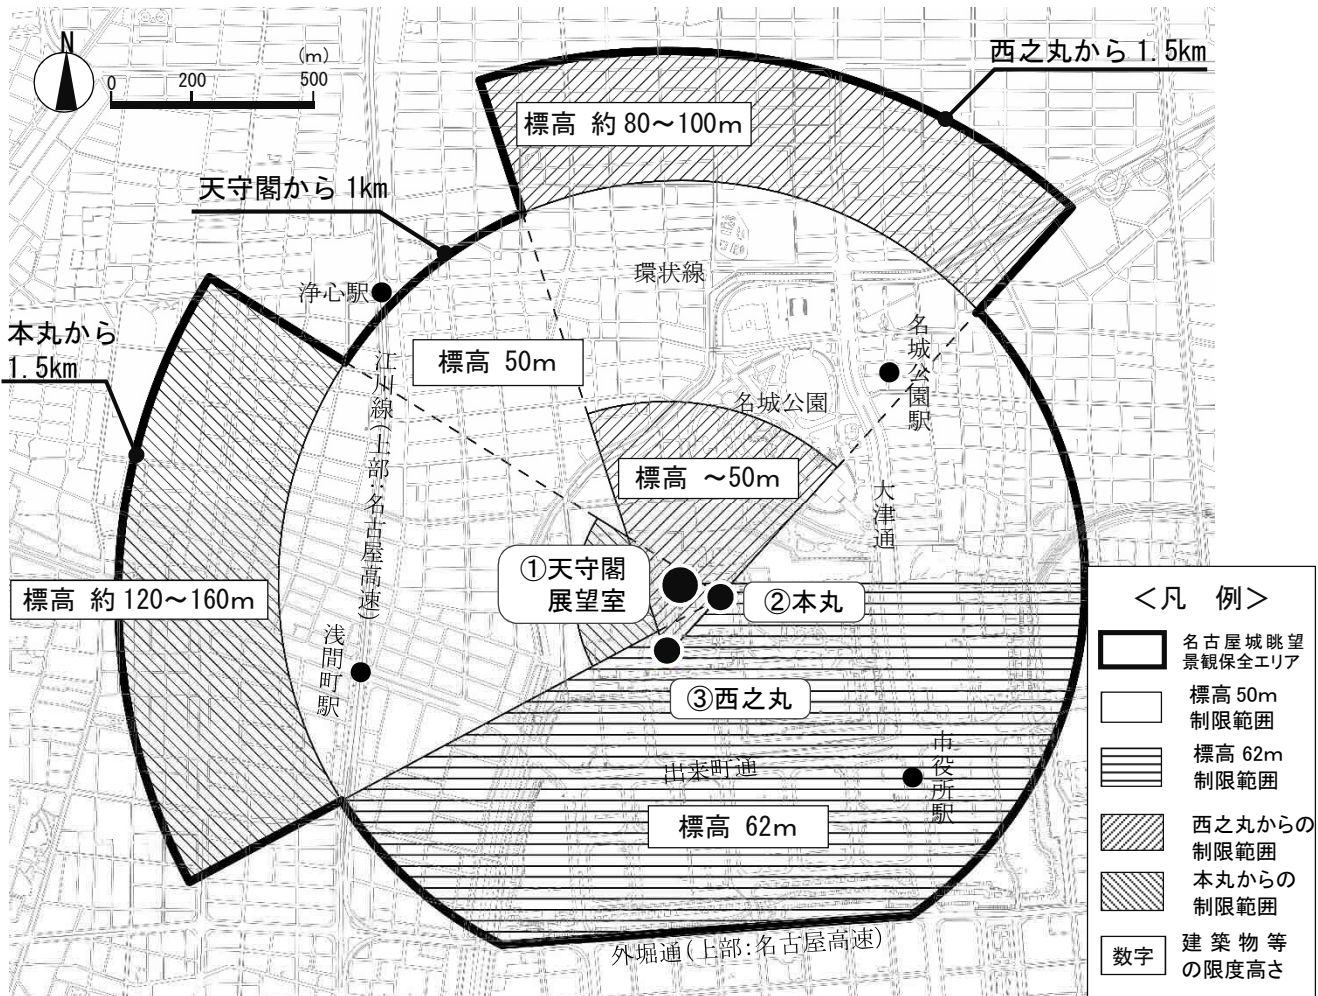 N
(m)
0 200 500
西之丸から 1.5km
標高 約 80～100m
天守閣から 1km
環状線
浄心駅
本丸から
1.5km
標高 50m
名城公園駅
名城公園
江川線(上部:名古屋高速)
標高 ～50m
大津通
①天守閣
展望室
②本丸
標高 約 120～160m
浅間町駅
③西之丸
出来町通
市役所駅
標高 62m
外堀通(上部:名古屋高速)
＜凡 例＞
名古屋城眺望
景観保全エリア
標高 50m
制限範囲
標高 62m
制限範囲
西之丸からの
制限範囲
本丸からの
制限範囲
数字
建築物等
の限度高さ